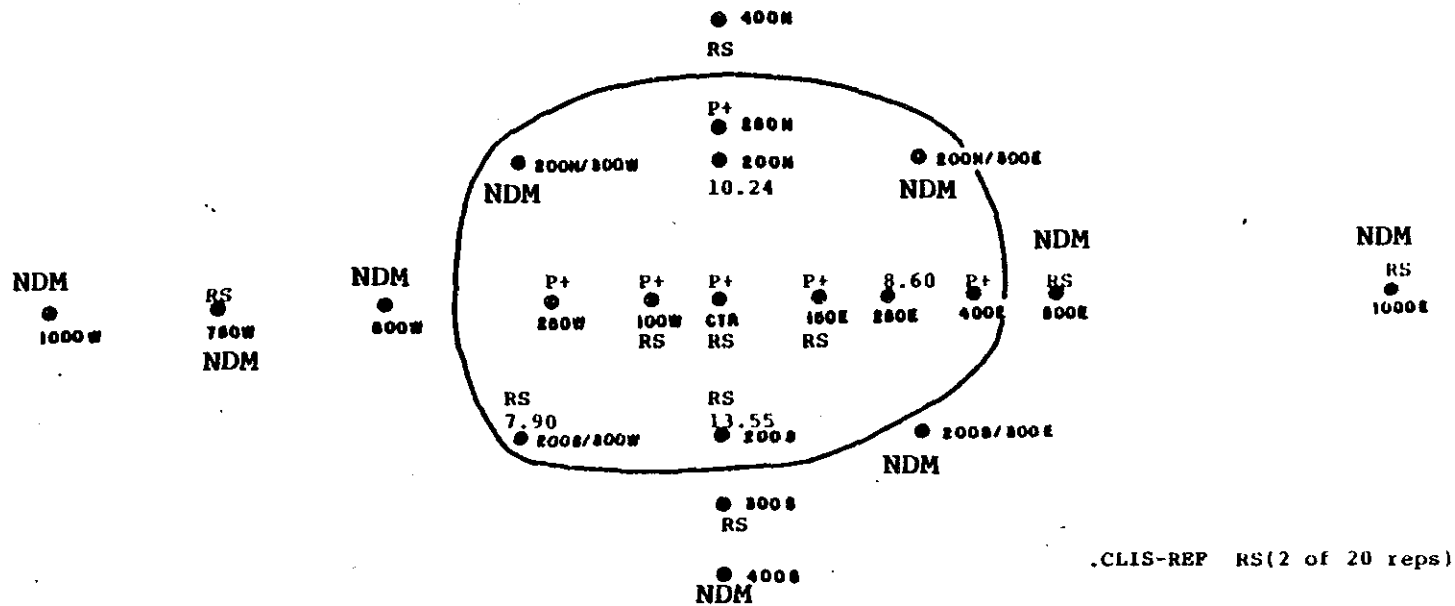 400N
RS
P+
250N
200N/300W
200N
200N/300E
NDM
10.24
NDM
NDM
NDM
NDM
NDM
RS
P+
P+
P+
P+
8.60
P+
RS
RS
1000W
750W
500W
250W
100W
CTR
150E
250E
400E
500E
1000E
NDM
RS
RS
RS
RS
RS
7.90
13.55
200S/300W
200S
200S/300E
NDM
300S
RS
.CLIS-REF RS(2 of 20 reps)
400S
NDM